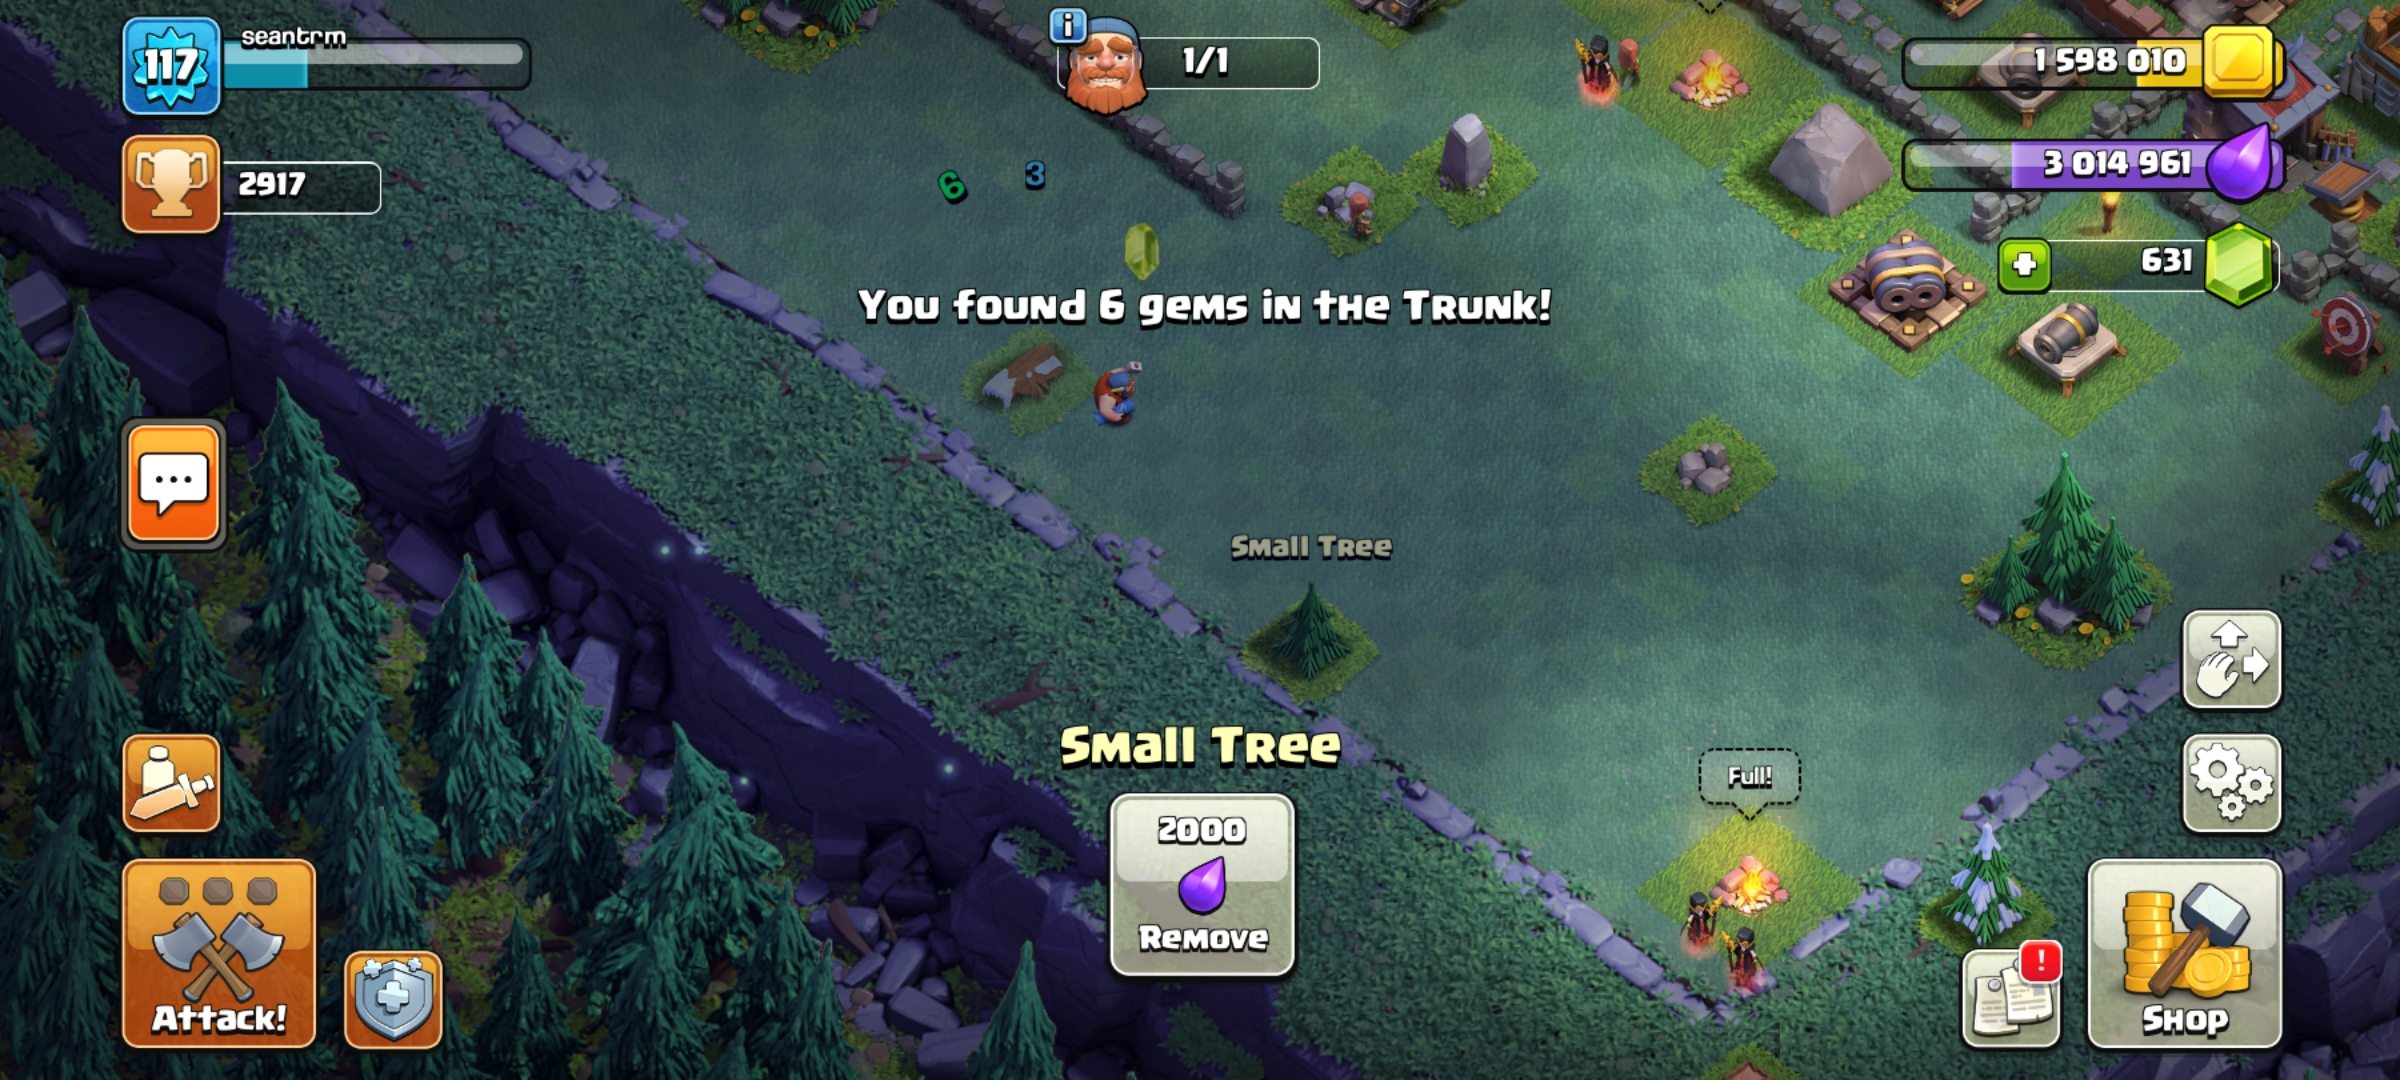 117
seantrm
i
1/1
1 598 010
2917
3 014 961
6
3
631
You found 6 gems in the Trunk!
Small Tree
Small Tree
Full!
2000
Remove
!
Attack!
Shop